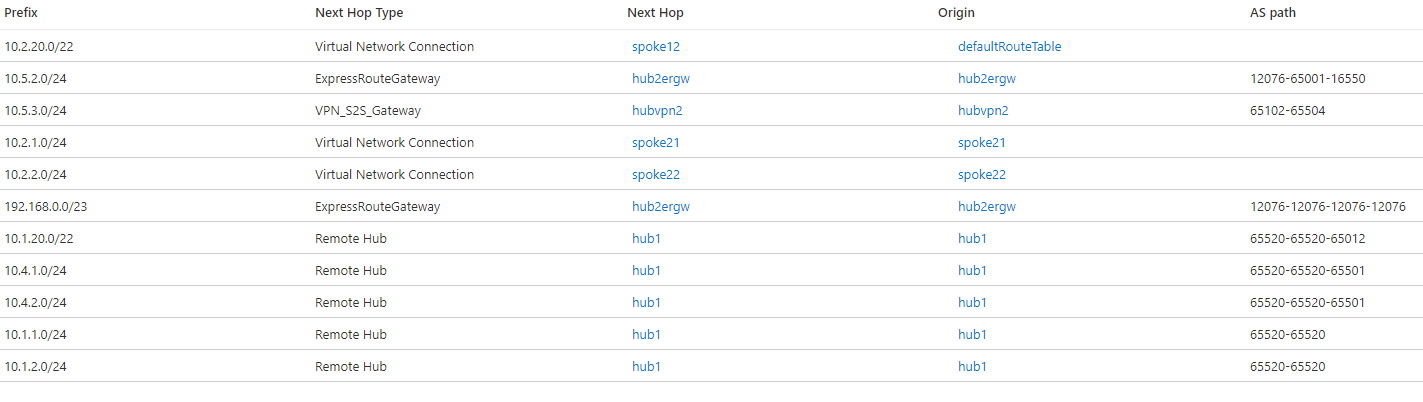 Prefix Next Hop Type Next Hop Origin AS path
10.2.20.0/22 Virtual Network Connection spoke12 defaultRouteTable
10.5.2.0/24 ExpressRouteGateway hub2ergw hub2ergw 12076-65001-16550
10.5.3.0/24 VPN_S2S_Gateway hubvpn2 hubvpn2 65102-65504
10.2.1.0/24 Virtual Network Connection spoke21 spoke21
10.2.2.0/24 Virtual Network Connection spoke22 spoke22
192.168.0.0/23 ExpressRouteGateway hub2ergw hub2ergw 12076-12076-12076-12076
10.1.20.0/22 Remote Hub hub1 hub1 65520-65520-65012
10.4.1.0/24 Remote Hub hub1 hub1 65520-65520-65501
10.4.2.0/24 Remote Hub hub1 hub1 65520-65520-65501
10.1.1.0/24 Remote Hub hub1 hub1 65520-65520
10.1.2.0/24 Remote Hub hub1 hub1 65520-65520